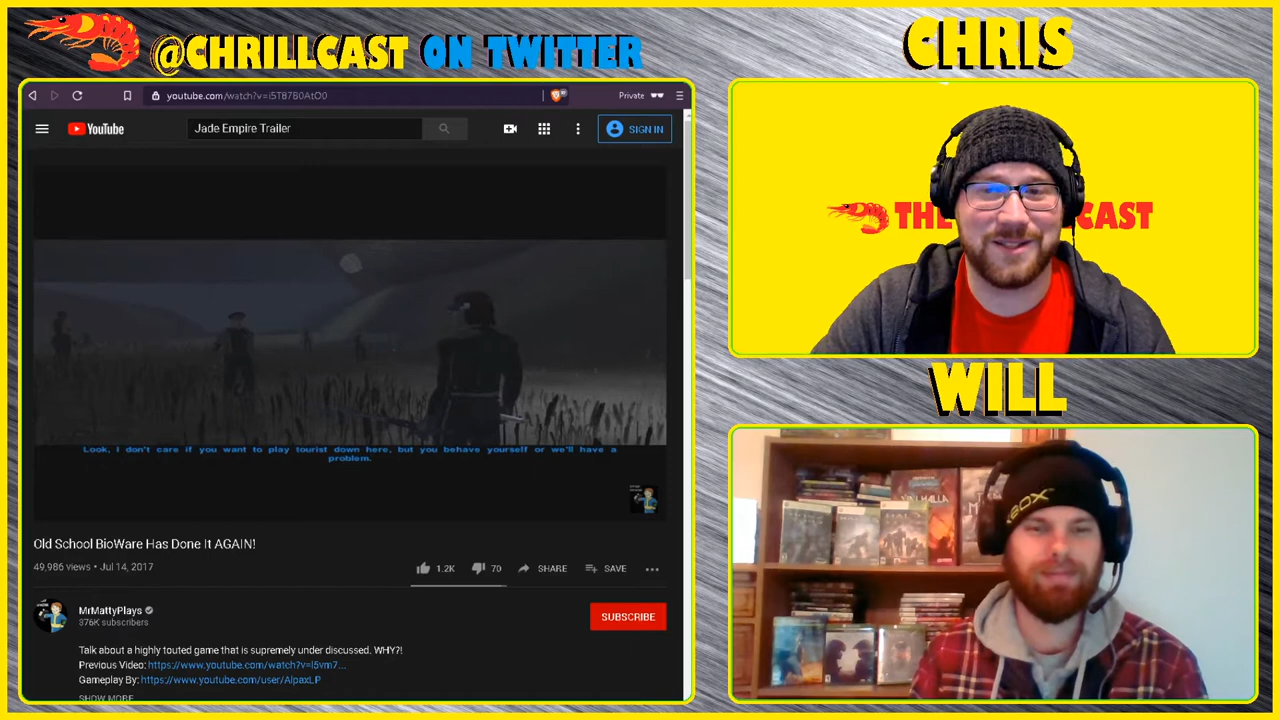 @CHRILLCAST ON TWITTER
CHRIS
youtube.com/watch?v=i5T87B0AtO0
Private
YouTube
Jade Empire Trailer
SIGN IN
THE
CAST
Look, I don't care if you want to play tourist down here, but you behave yourself or we'll have a
problem.
WILL
XBOX
VALHALLA
Old School BioWare Has Done It AGAIN!
49,986 views • Jul 14, 2017
1.2K
70
SHARE
SAVE
MrMattyPlays
376K subscribers
SUBSCRIBE
Talk about a highly touted game that is supremely under discussed. WHY?!
Previous Video: https://www.youtube.com/watch?v=l5vm7...
Gameplay By: https://www.youtube.com/user/AlpaxLP
SHOW MORE